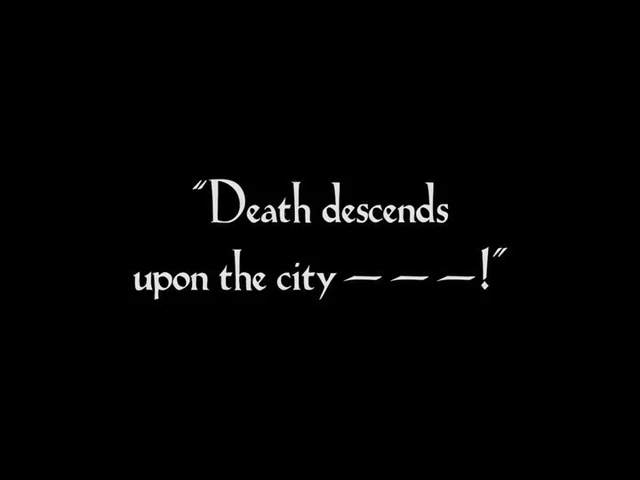 "Death descends
upon the city — — —!"